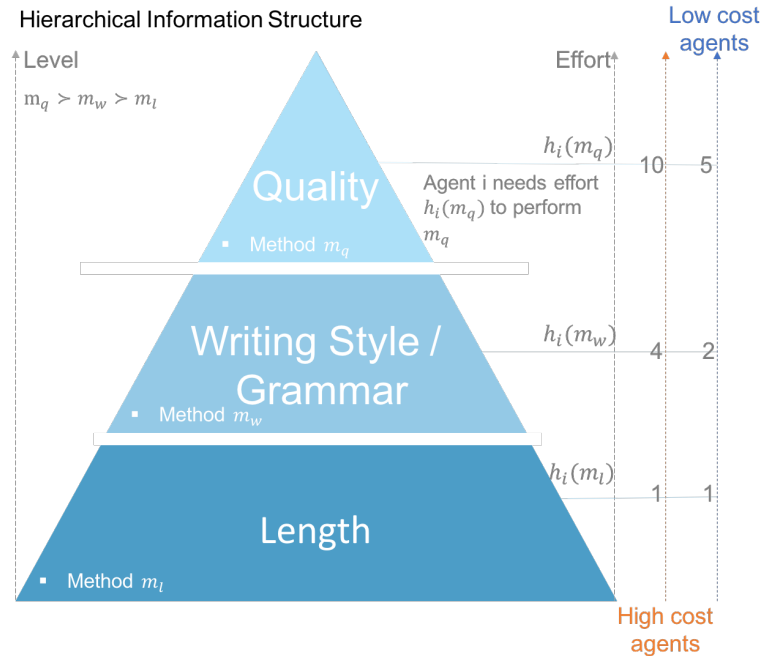 Hierarchical Information Structure
Low cost
agents
Level
Effort
m_q ≻ m_w ≻ m_l
h_i(m_q)
10
5
Quality
Agent i needs effort
h_i(m_q) to perform
m_q
▪ Method m_q
h_i(m_w)
4
2
Writing Style /
Grammar
▪ Method m_w
h_i(m_l)
1
1
Length
▪ Method m_l
High cost
agents